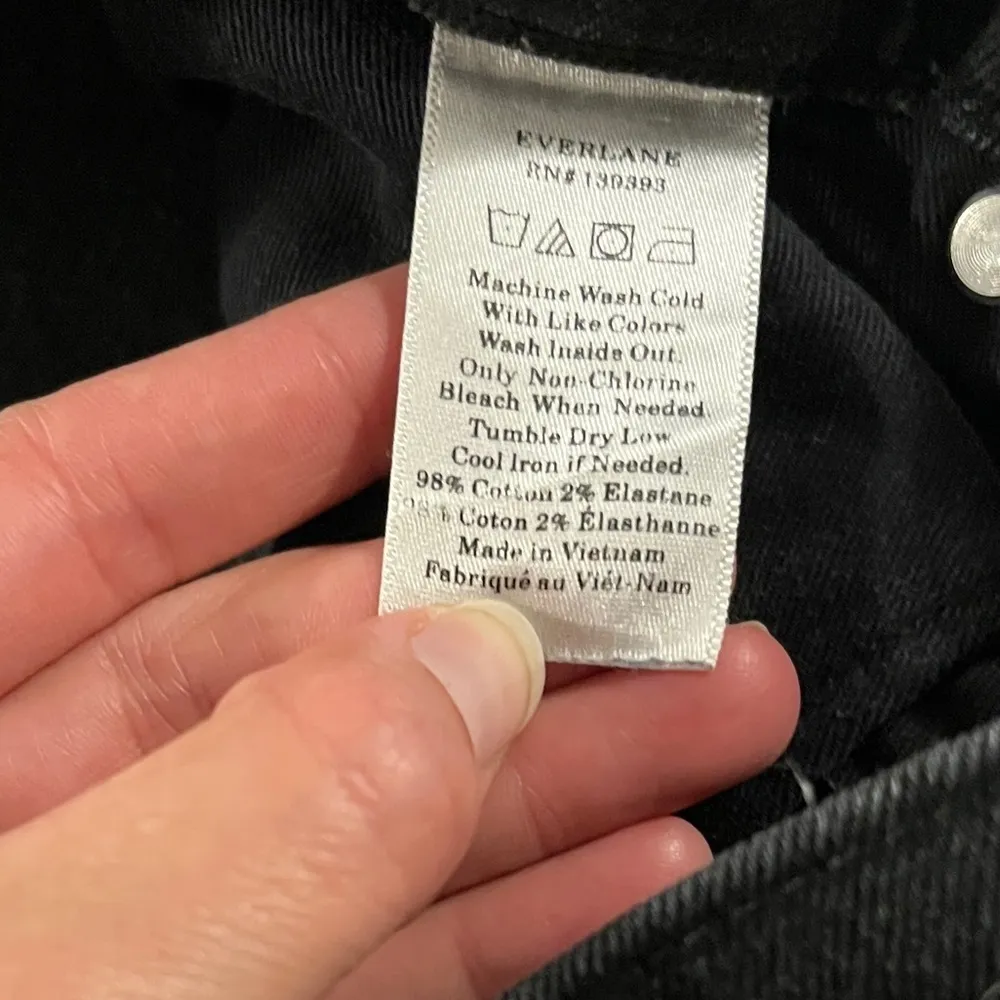 EVERLANE
RN# 139393
Machine Wash Cold
With Like Colors
Wash Inside Out.
Only Non-Chlorine
Bleach When Needed
Tumble Dry Low
Cool Iron if Needed.
98% Cotton 2% Elastane
98% Coton 2% Élasthanne
Made in Vietnam
Fabriqué au Viét-Nam